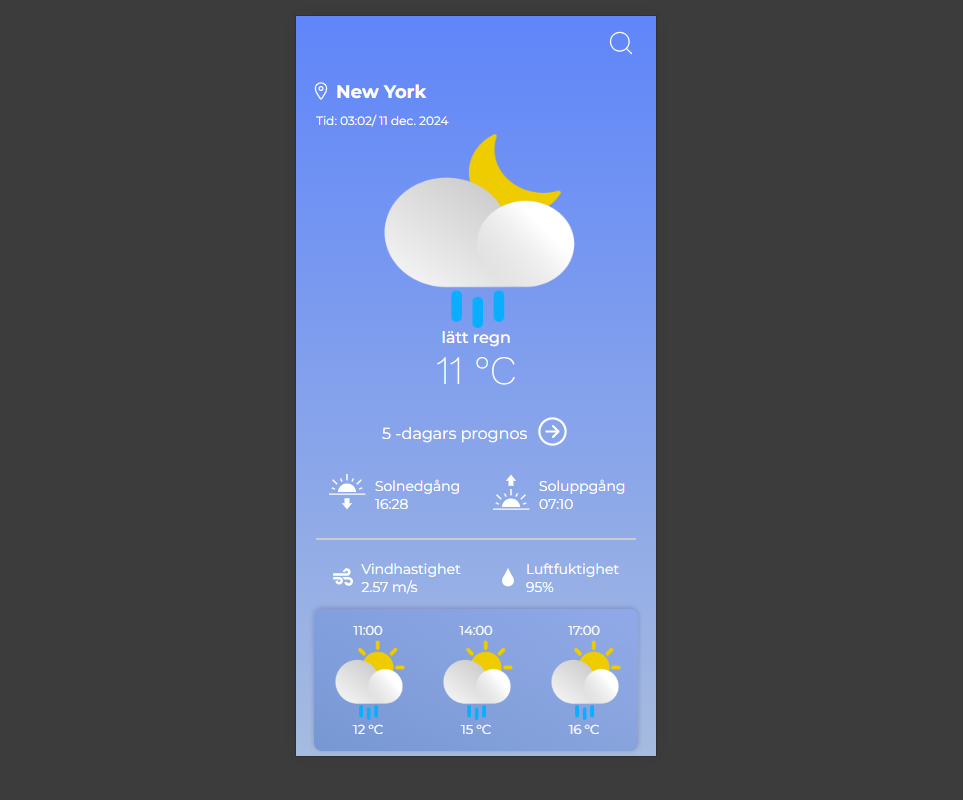 New York
Tid: 03:02/ 11 dec. 2024
lätt regn
11 °C
5 -dagars prognos
Solnedgång
16:28
Soluppgång
07:10
Vindhastighet
2.57 m/s
Luftfuktighet
95%
11:00
14:00
17:00
12 °C
15 °C
16 °C